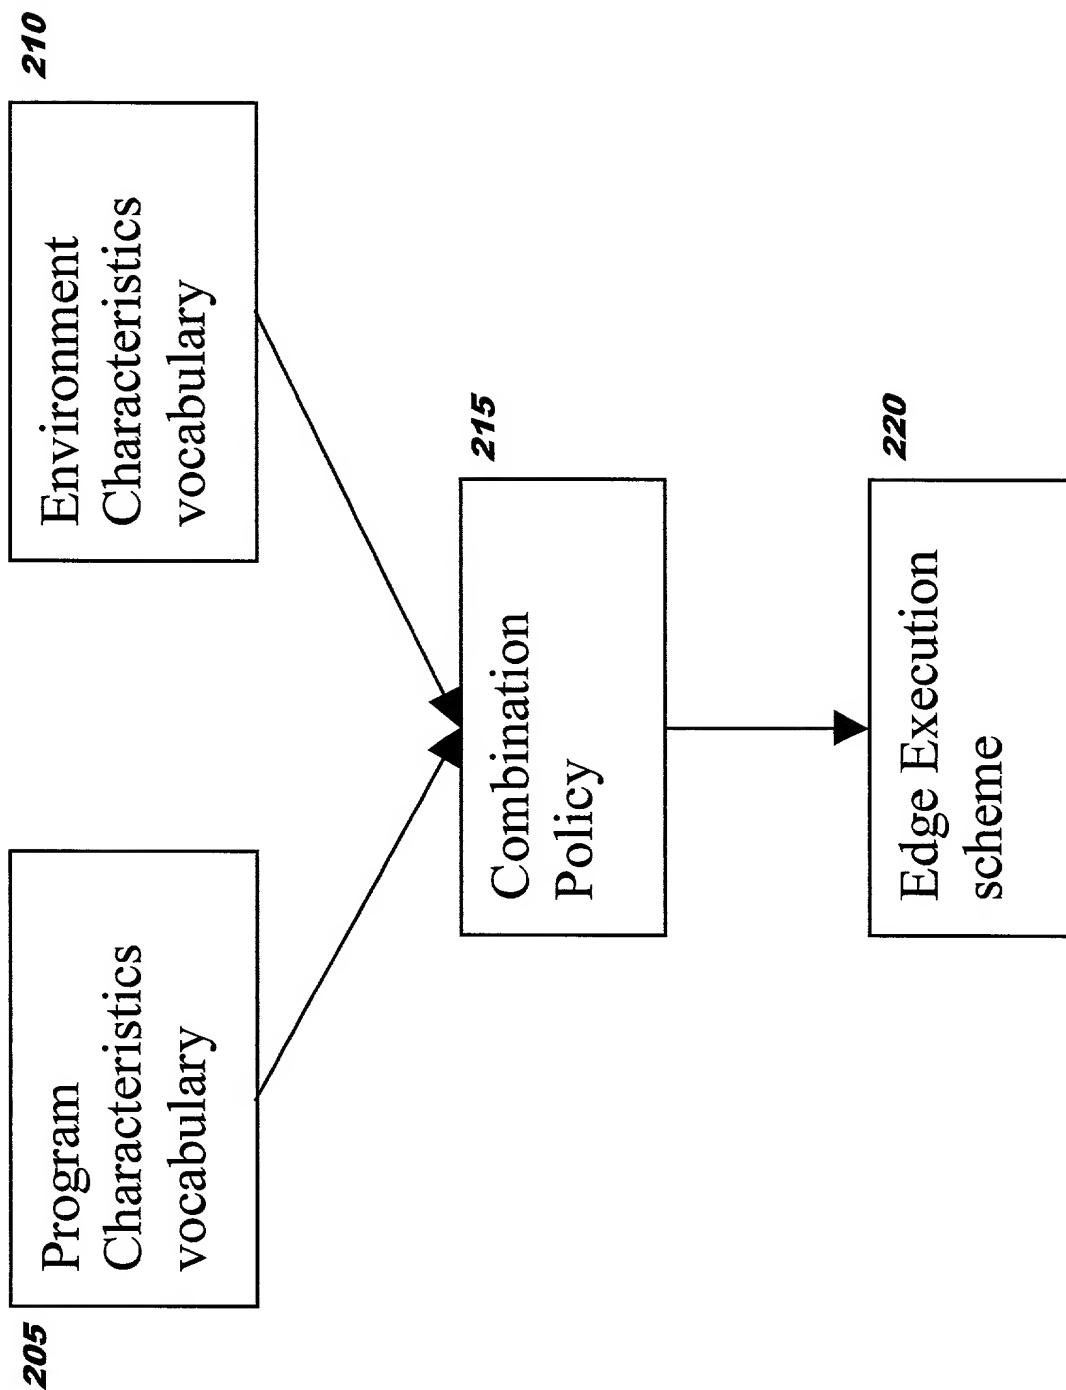 205
Program
Characteristics
vocabulary
210
Environment
Characteristics
vocabulary
215
Combination
Policy
220
Edge Execution
scheme